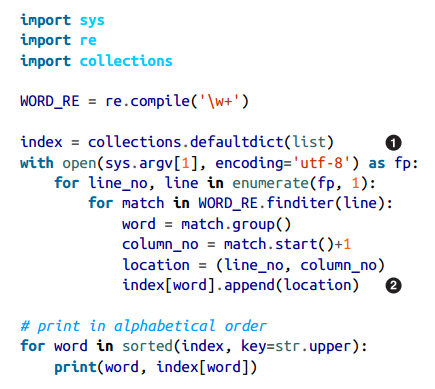 import sys
import re
import collections
WORD_RE = re.compile('\w+')
index = collections.defaultdict(list) ❶
with open(sys.argv[1], encoding='utf-8') as fp:
    for line_no, line in enumerate(fp, 1):
        for match in WORD_RE.finditer(line):
            word = match.group()
            column_no = match.start()+1
            location = (line_no, column_no)
            index[word].append(location) ❷
# print in alphabetical order
for word in sorted(index, key=str.upper):
    print(word, index[word])